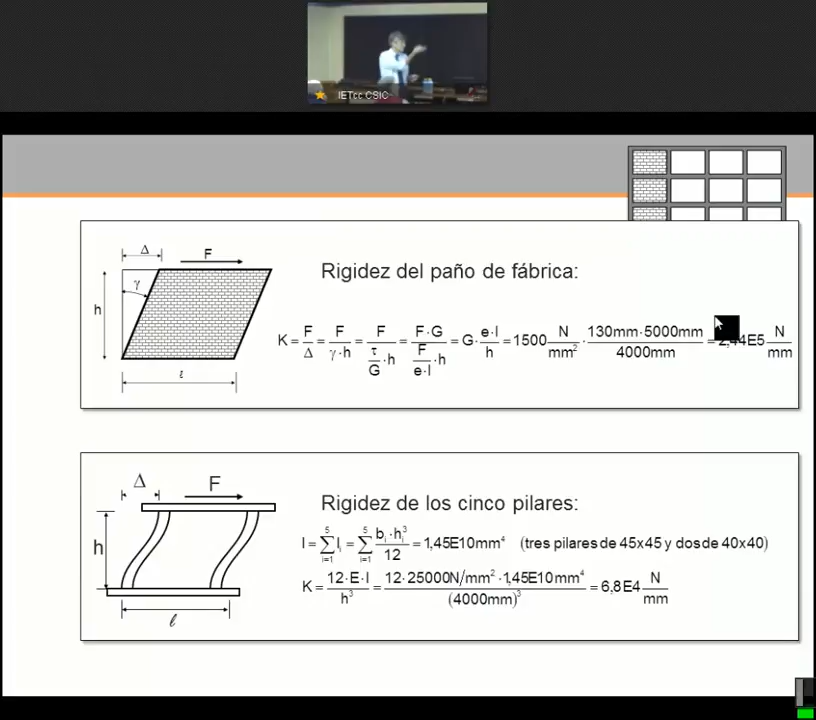 IETcc CSIC
Δ F
γ
h
ℓ
Rigidez del paño de fábrica:
K = F/Δ = F/(γ·h) = F/((τ/G)·h) = (F·G)/((F/(e·l))·h) = G·(e·l)/h = 1500 N/mm² · (130mm·5000mm)/4000mm = 2,44E5 N/mm
Δ F
h
ℓ
Rigidez de los cinco pilares:
I = ∑_{i=1}^{5} I_i = ∑_{i=1}^{5} (b_i·h_i³)/12 = 1,45E10mm⁴ (tres pilares de 45x45 y dos de 40x40)
K = (12·E·I)/h³ = (12·25000N/mm²·1,45E10mm⁴)/(4000mm)³ = 6,8E4 N/mm